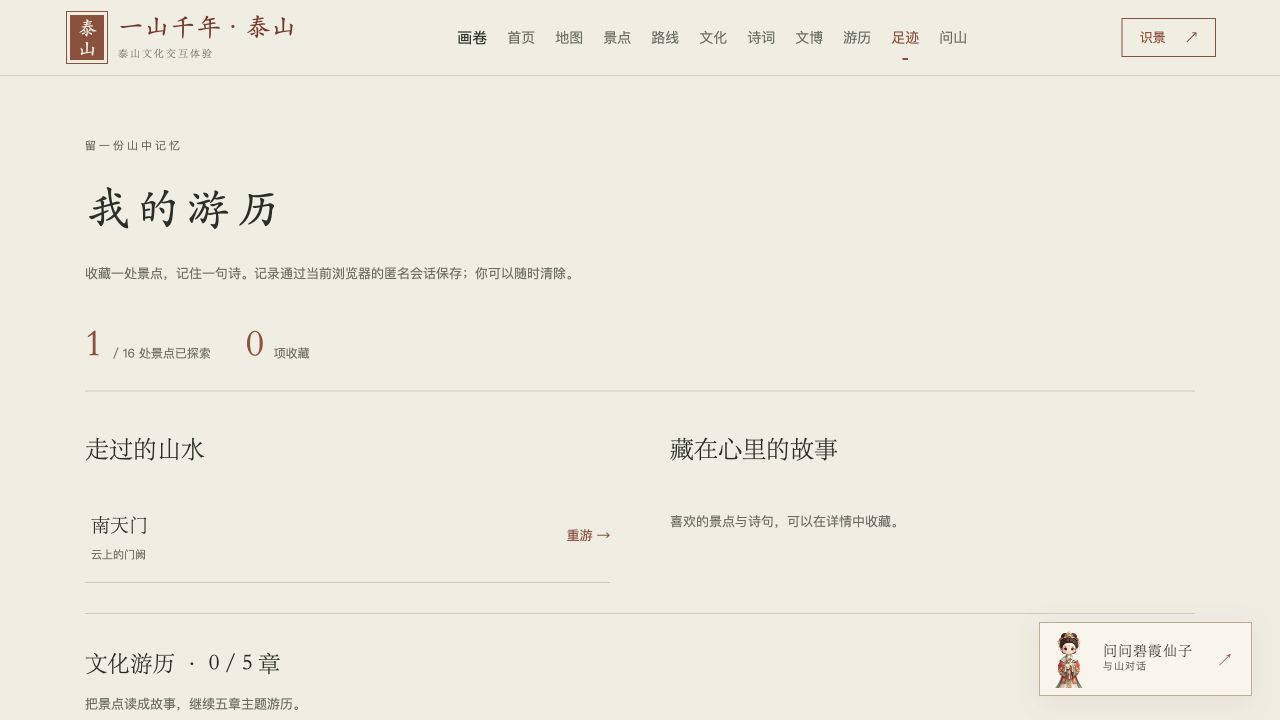 泰山
一山千年 · 泰山
泰山文化交互体验
画卷 首页 地图 景点 路线 文化 诗词 文博 游历 足迹 问山
识景 ↗
留一份山中记忆
我的游历
收藏一处景点，记住一句诗。记录通过当前浏览器的匿名会话保存；你可以随时清除。
1 / 16 处景点已探索 0 项收藏
走过的山水
南天门
云上的门阙
重游 →
藏在心里的故事
喜欢的景点与诗句，可以在详情中收藏。
文化游历 · 0 / 5 章
把景点读成故事，继续五章主题游历。
问问碧霞仙子
与山对话
↗